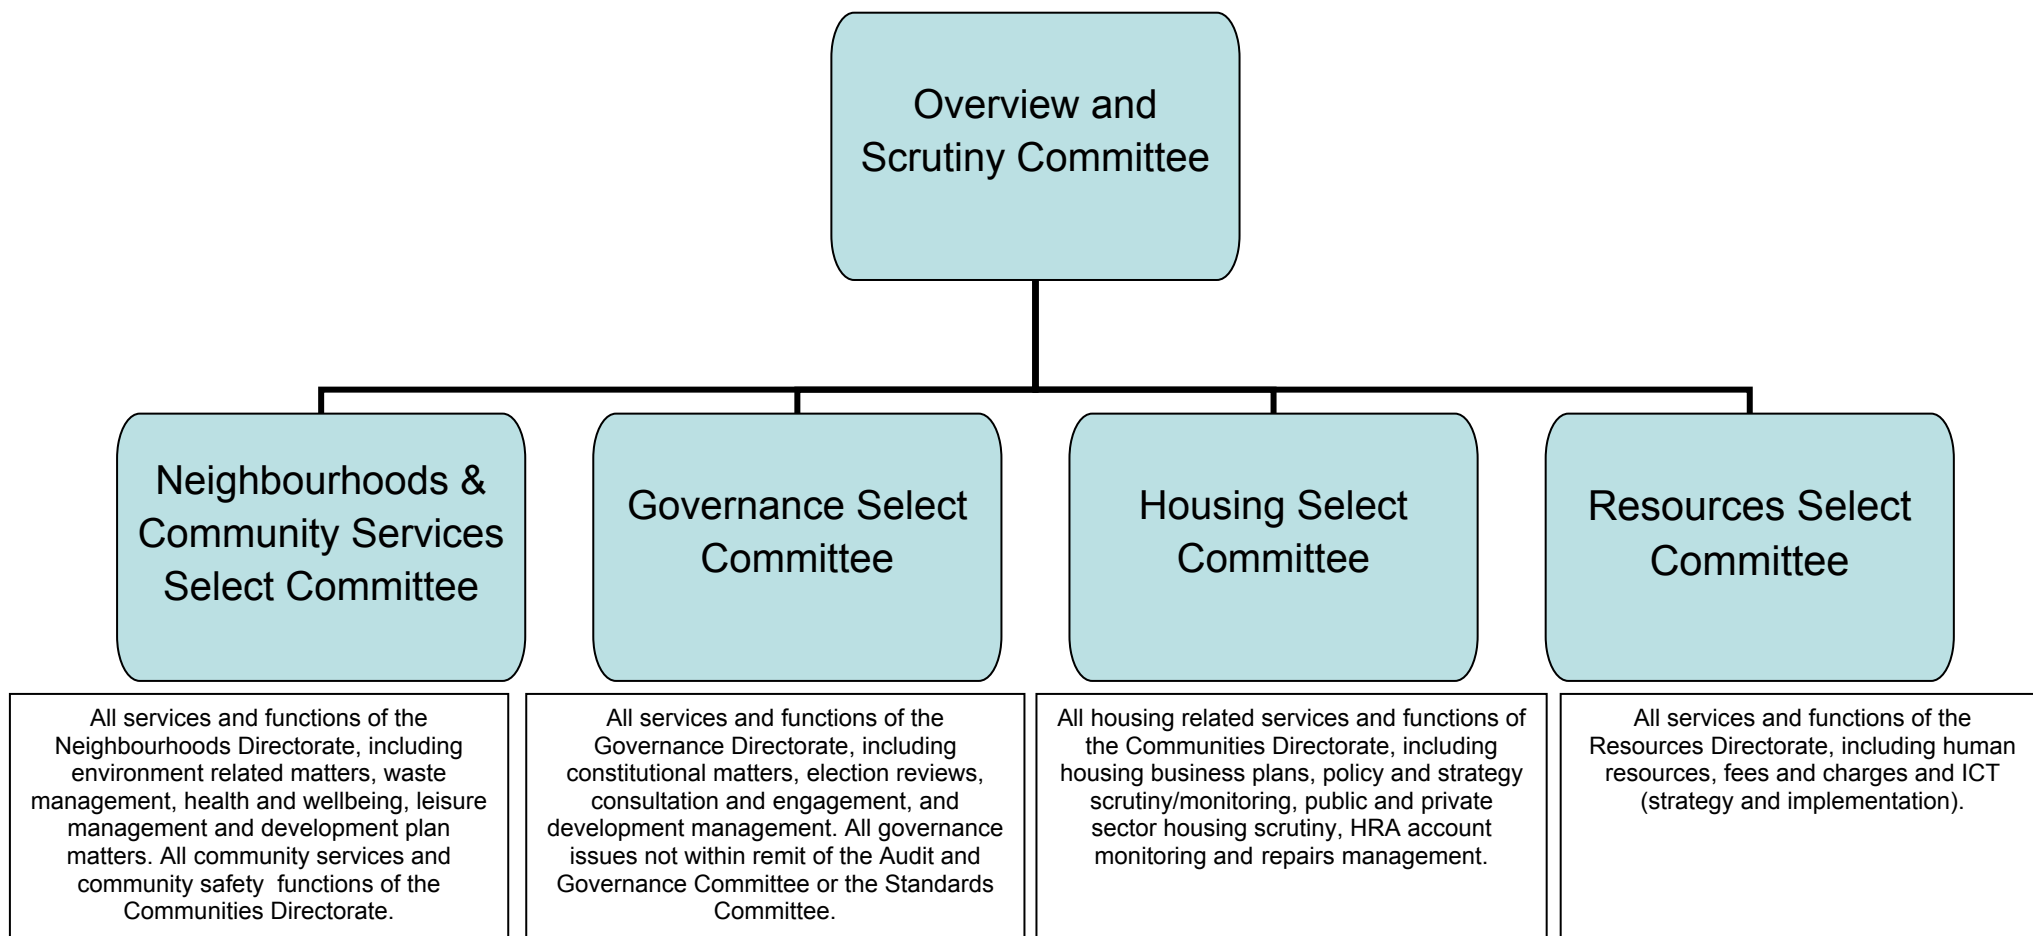 Overview and
Scrutiny Committee
Neighbourhoods &
Community Services
Select Committee
Governance Select
Committee
Housing Select
Committee
Resources Select
Committee
All services and functions of the
Neighbourhoods Directorate, including
environment related matters, waste
management, health and wellbeing, leisure
management and development plan
matters. All community services and
community safety  functions of the
Communities Directorate.
All services and functions of the
Governance Directorate, including
constitutional matters, election reviews,
consultation and engagement, and
development management. All governance
issues not within remit of the Audit and
Governance Committee or the Standards
Committee.
All housing related services and functions of
the Communities Directorate, including
housing business plans, policy and strategy
scrutiny/monitoring, public and private
sector housing scrutiny, HRA account
monitoring and repairs management.
All services and functions of the
Resources Directorate, including human
resources, fees and charges and ICT
(strategy and implementation).